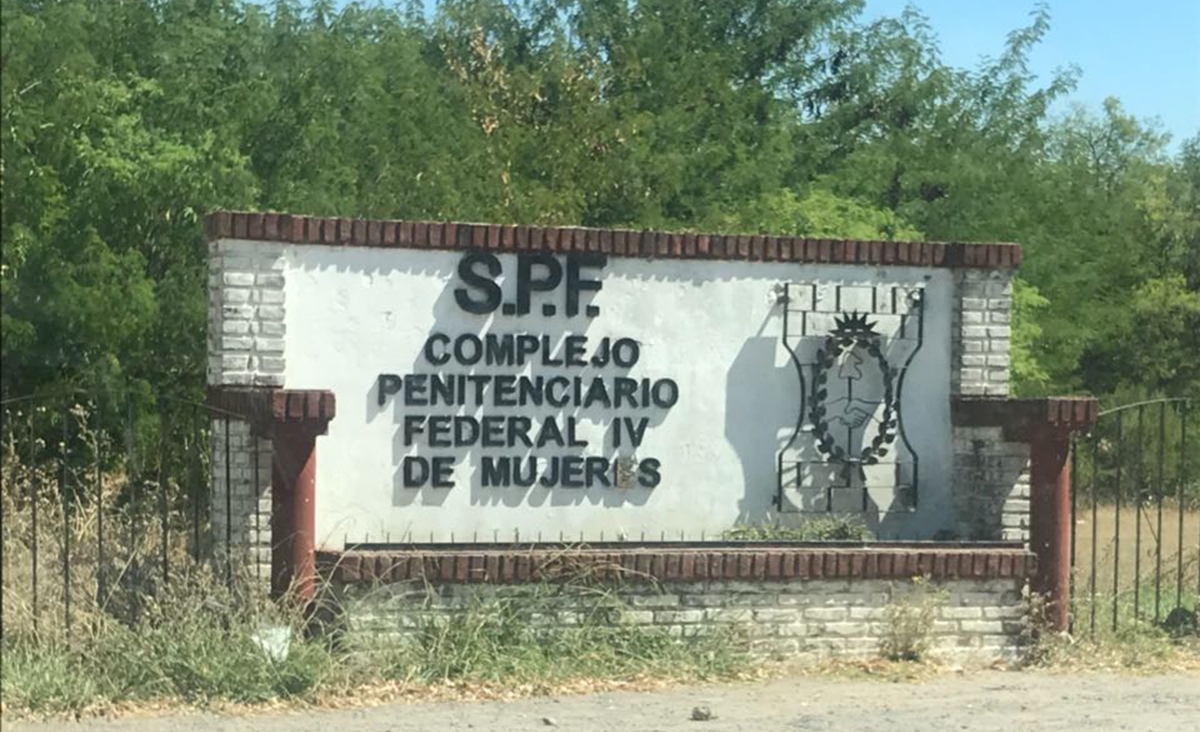 S.P.F.
COMPLEJO
PENITENCIARIO
FEDERAL IV
DE MUJERES